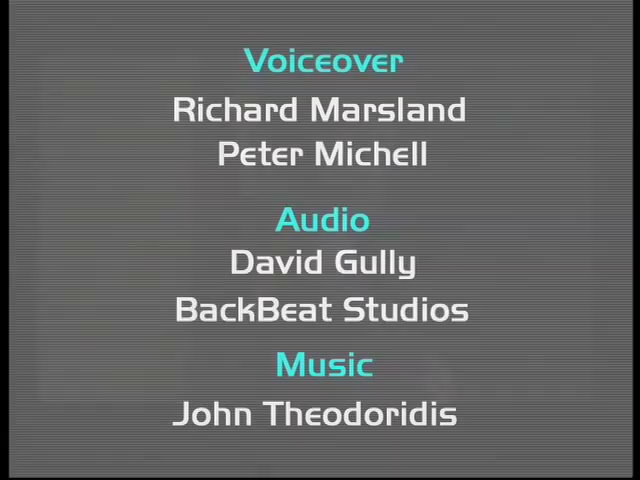 Voiceover
Richard Marsland
Peter Michell
Audio
David Gully
BackBeat Studios
Music
John Theodoridis